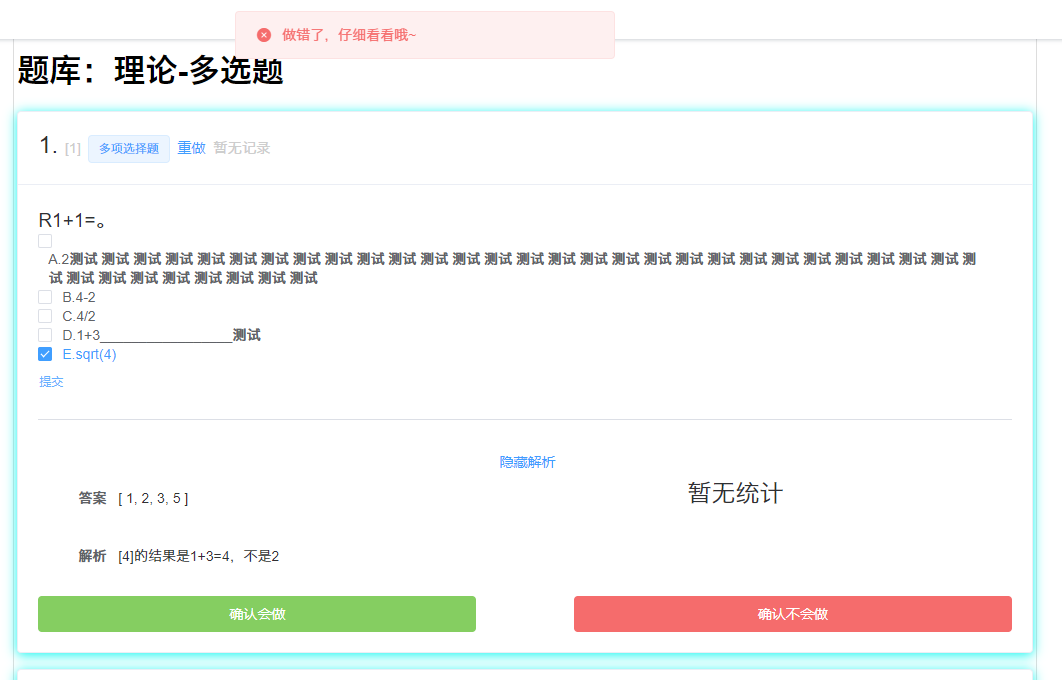 做错了，仔细看看哦~
题库：理论-多选题
1. [1] 多项选择题 重做 暂无记录
R1+1=。
A.2测试 测试 测试 测试 测试 测试 测试 测试 测试 测试 测试 测试 测试 测试 测试 测试 测试 测试 测试 测试 测试 测试 测试 测试 测试 测试 测试 测试 测
试 测试 测试 测试 测试 测试 测试 测试 测试
B.4-2
C.4/2
D.1+3__________________测试
E.sqrt(4)
提交
隐藏解析
答案 [ 1, 2, 3, 5 ]
暂无统计
解析 [4]的结果是1+3=4，不是2
确认会做
确认不会做